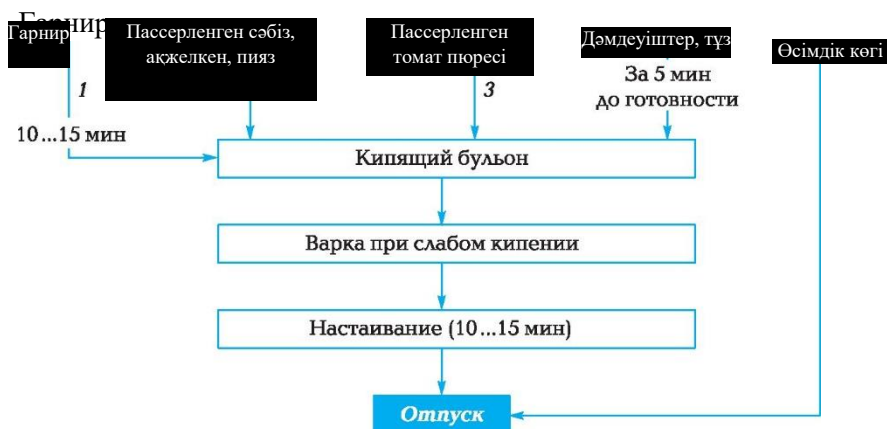 Гарнир
Гарнир
Пассерленген сәбіз,
ақжелкен, пияз
Пассерленген
томат пюресі
Дәмдеуіштер, тұз
Өсімдік көгі
1
3
За 5 мин
до готовности
10...15 мин
Кипящий бульон
Варка при слабом кипении
Настаивание (10...15 мин)
Отпуск